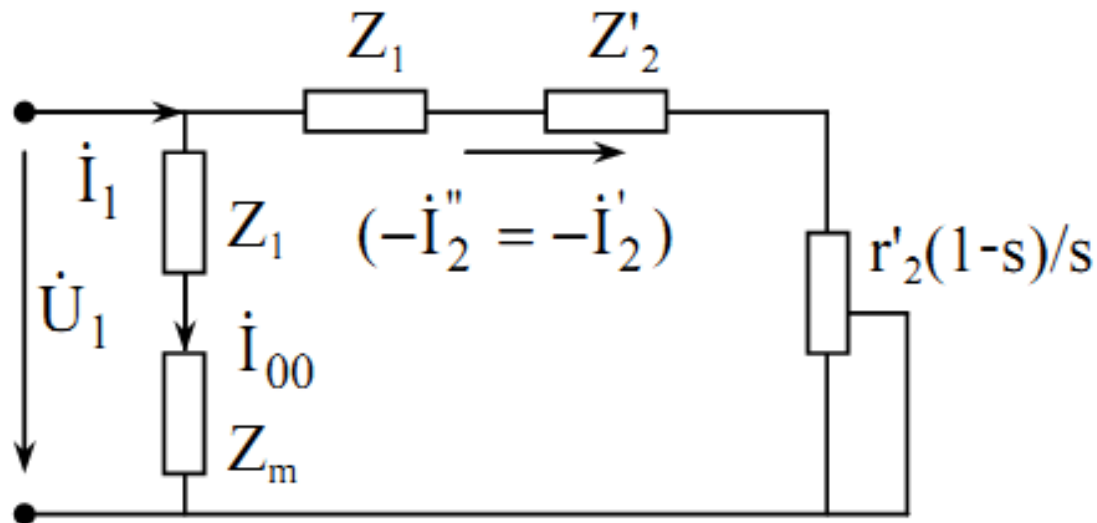 Z₁ Z'₂
İ₁
Z₁
(−İ₂'' = −İ₂')
r'₂(1-s)/s
U̇₁
İ₀₀
Zₘ